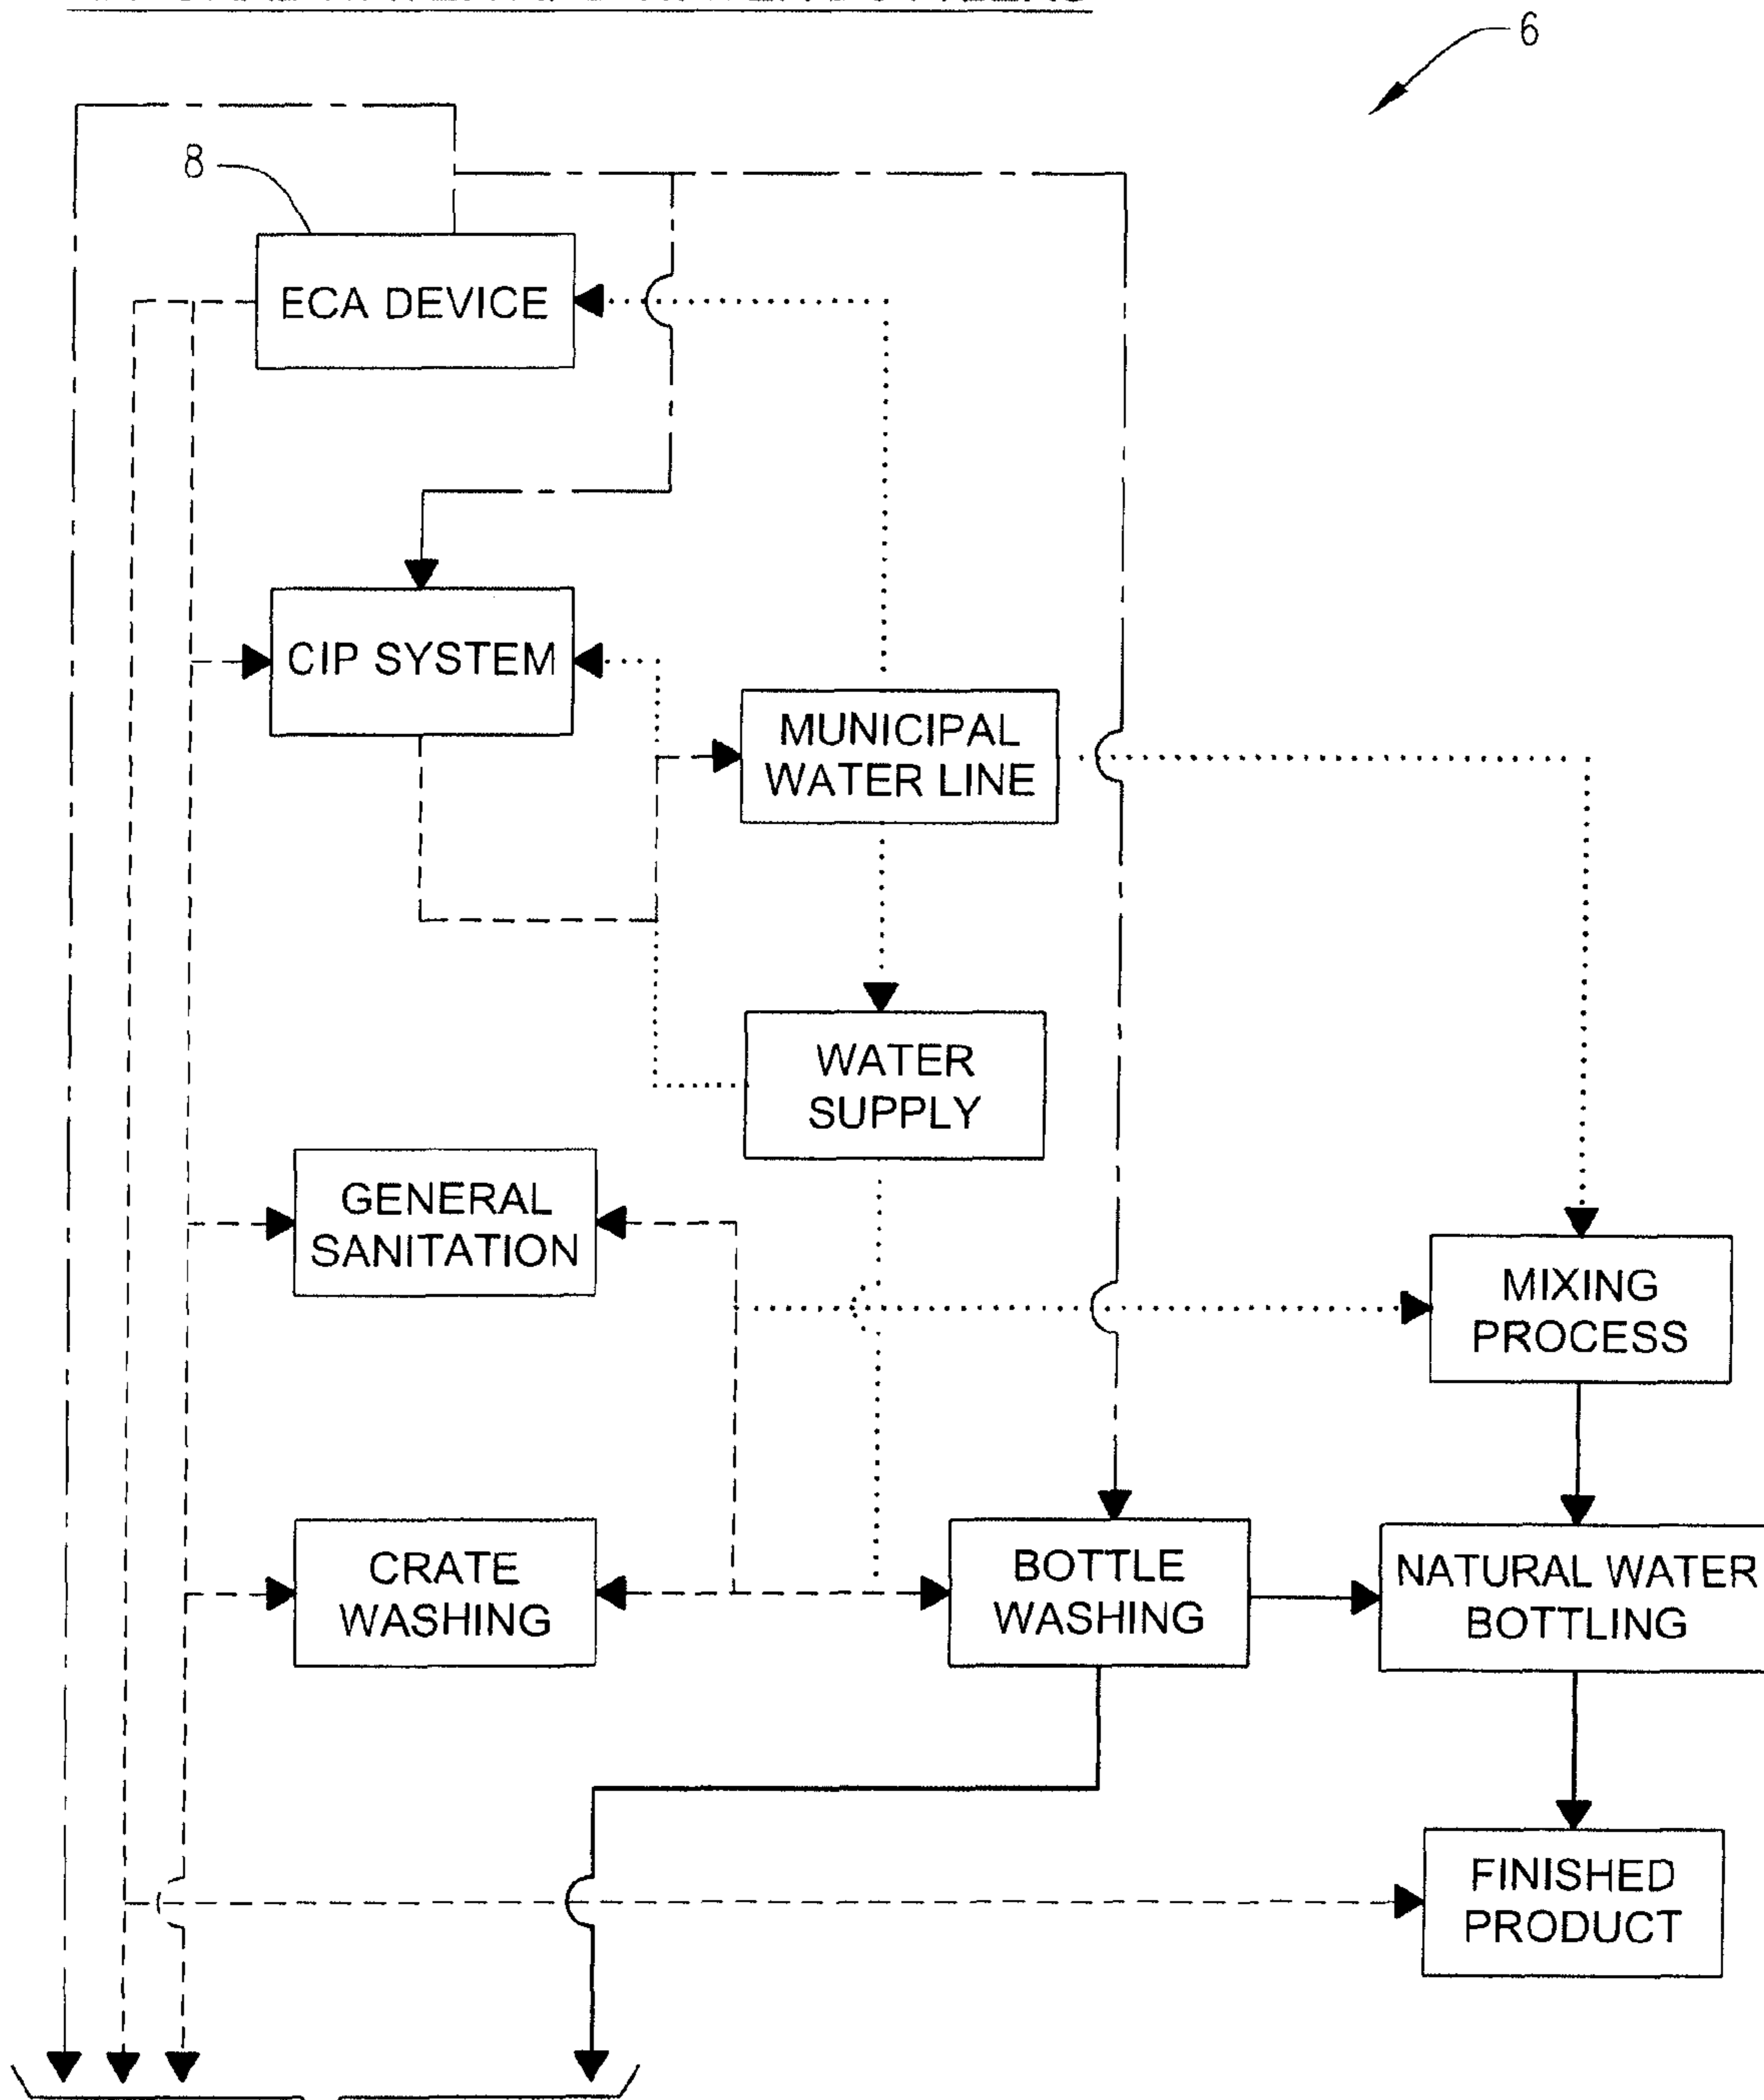 6
8
ECA DEVICE
CIP SYSTEM
MUNICIPAL
WATER LINE
WATER
SUPPLY
GENERAL
SANITATION
MIXING
PROCESS
CRATE
WASHING
BOTTLE
WASHING
NATURAL WATER
BOTTLING
FINISHED
PRODUCT